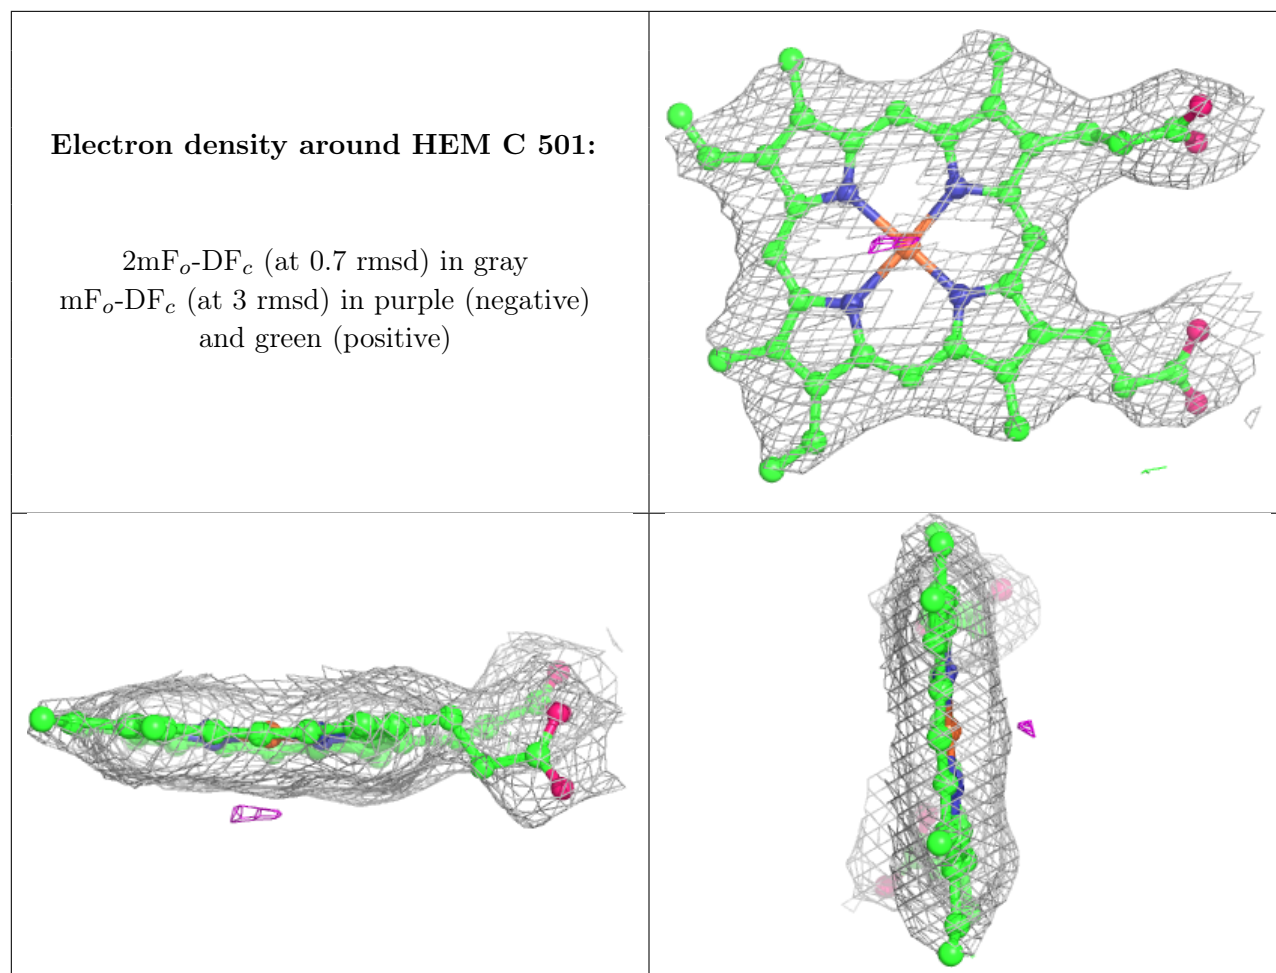 Electron density around HEM C 501:
2mFo-DFc (at 0.7 rmsd) in gray
mFo-DFc (at 3 rmsd) in purple (negative)
and green (positive)